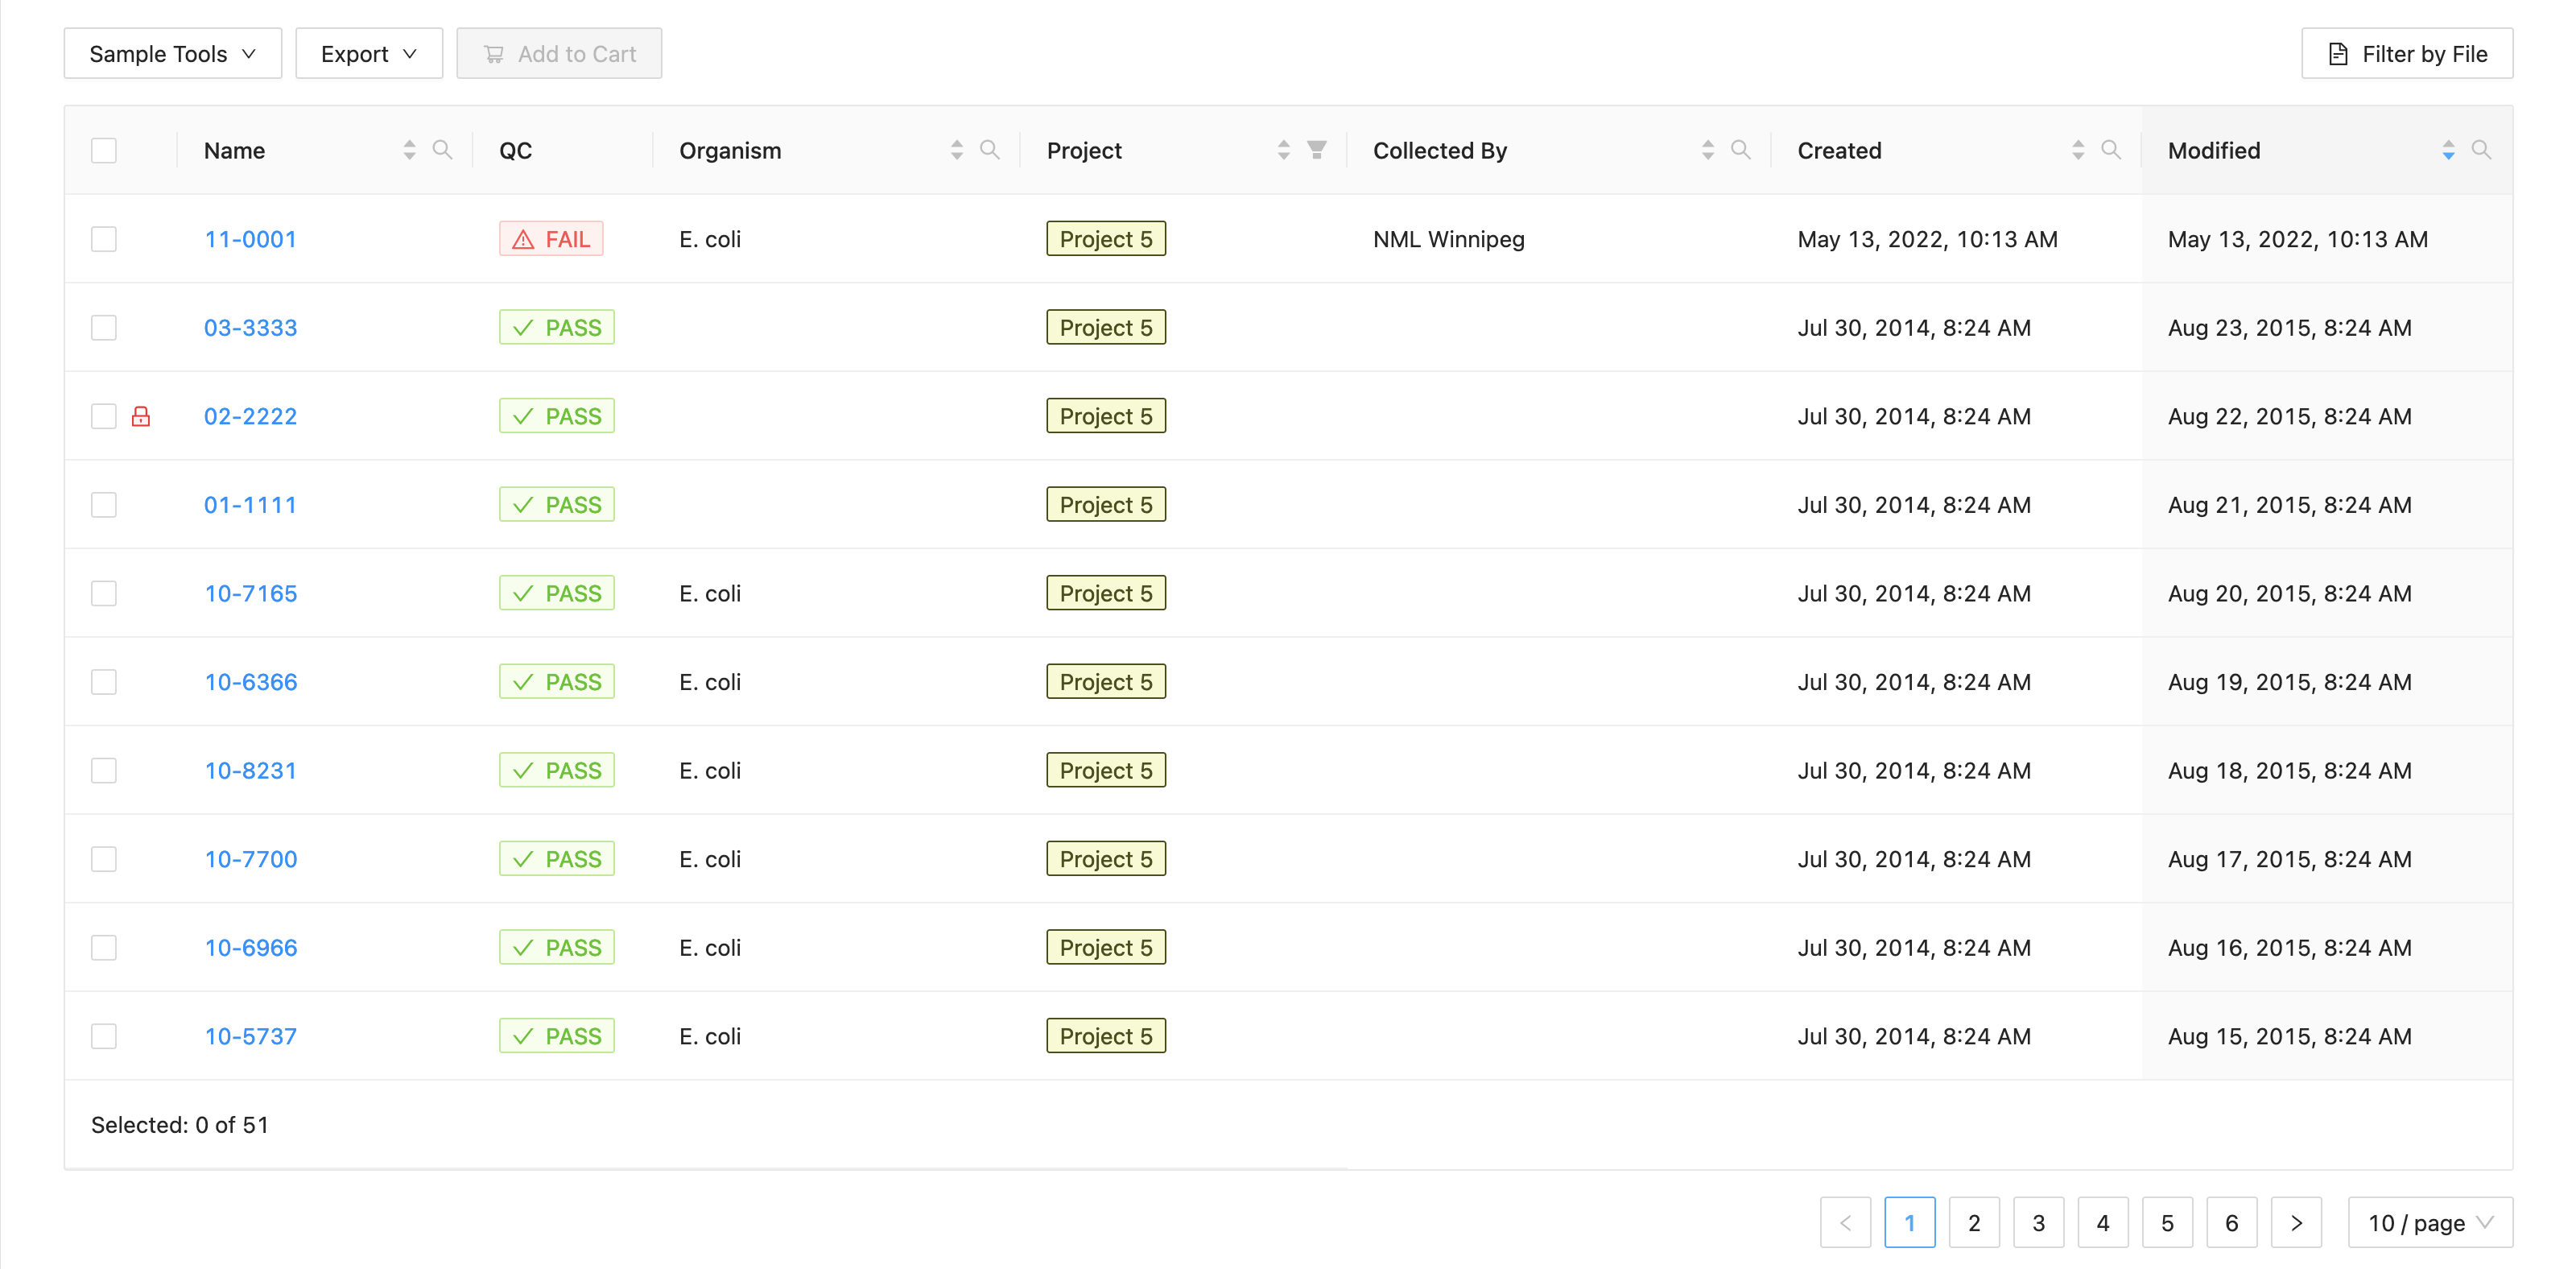 Sample Tools Export Add to Cart Filter by File
Name QC Organism Project Collected By Created Modified
11-0001 FAIL E. coli Project 5 NML Winnipeg May 13, 2022, 10:13 AM May 13, 2022, 10:13 AM
03-3333 PASS Project 5 Jul 30, 2014, 8:24 AM Aug 23, 2015, 8:24 AM
02-2222 PASS Project 5 Jul 30, 2014, 8:24 AM Aug 22, 2015, 8:24 AM
01-1111 PASS Project 5 Jul 30, 2014, 8:24 AM Aug 21, 2015, 8:24 AM
10-7165 PASS E. coli Project 5 Jul 30, 2014, 8:24 AM Aug 20, 2015, 8:24 AM
10-6366 PASS E. coli Project 5 Jul 30, 2014, 8:24 AM Aug 19, 2015, 8:24 AM
10-8231 PASS E. coli Project 5 Jul 30, 2014, 8:24 AM Aug 18, 2015, 8:24 AM
10-7700 PASS E. coli Project 5 Jul 30, 2014, 8:24 AM Aug 17, 2015, 8:24 AM
10-6966 PASS E. coli Project 5 Jul 30, 2014, 8:24 AM Aug 16, 2015, 8:24 AM
10-5737 PASS E. coli Project 5 Jul 30, 2014, 8:24 AM Aug 15, 2015, 8:24 AM
Selected: 0 of 51
< 1 2 3 4 5 6 > 10 / page